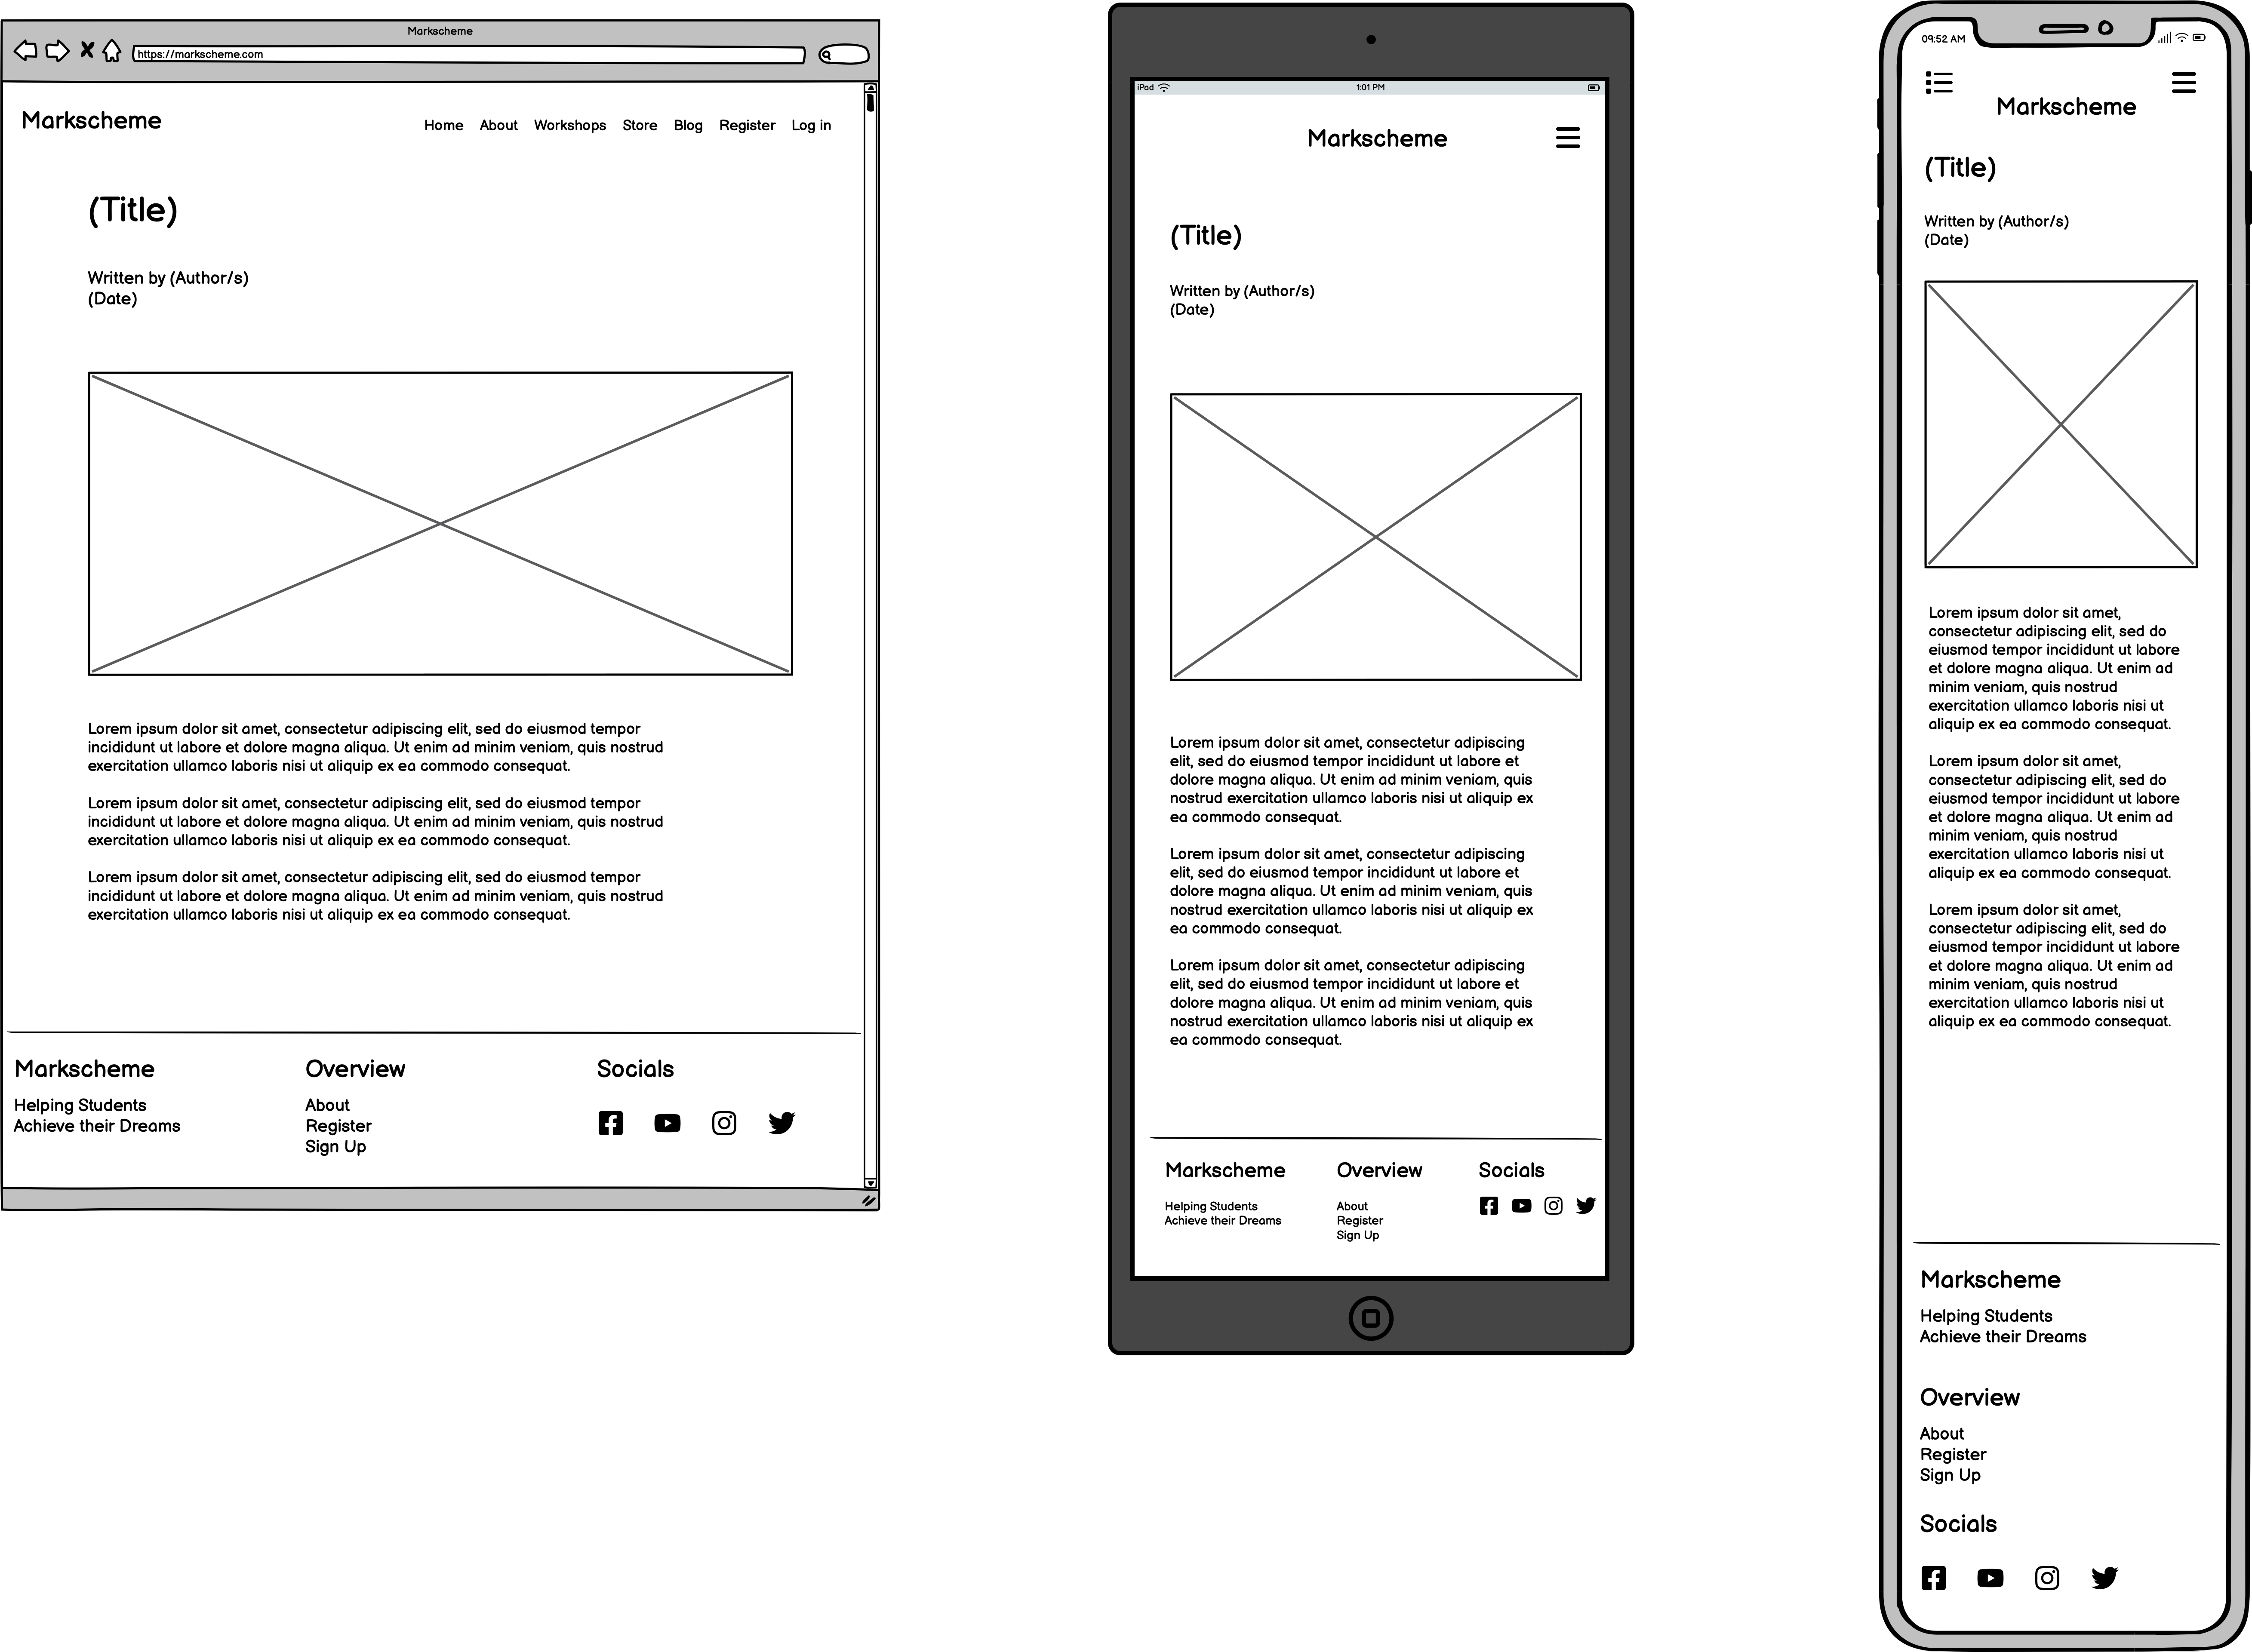 Markscheme
https://markscheme.com
Markscheme
Home About Workshops Store Blog Register Log in
(Title)
Written by (Author/s)
(Date)
Lorem ipsum dolor sit amet, consectetur adipiscing elit, sed do eiusmod tempor
incididunt ut labore et dolore magna aliqua. Ut enim ad minim veniam, quis nostrud
exercitation ullamco laboris nisi ut aliquip ex ea commodo consequat.
Lorem ipsum dolor sit amet, consectetur adipiscing elit, sed do eiusmod tempor
incididunt ut labore et dolore magna aliqua. Ut enim ad minim veniam, quis nostrud
exercitation ullamco laboris nisi ut aliquip ex ea commodo consequat.
Lorem ipsum dolor sit amet, consectetur adipiscing elit, sed do eiusmod tempor
incididunt ut labore et dolore magna aliqua. Ut enim ad minim veniam, quis nostrud
exercitation ullamco laboris nisi ut aliquip ex ea commodo consequat.
Markscheme
Helping Students
Achieve their Dreams
Overview
About
Register
Sign Up
Socials
iPad
1:01 PM
Markscheme
(Title)
Written by (Author/s)
(Date)
Lorem ipsum dolor sit amet, consectetur adipiscing
elit, sed do eiusmod tempor incididunt ut labore et
dolore magna aliqua. Ut enim ad minim veniam, quis
nostrud exercitation ullamco laboris nisi ut aliquip ex
ea commodo consequat.
Lorem ipsum dolor sit amet, consectetur adipiscing
elit, sed do eiusmod tempor incididunt ut labore et
dolore magna aliqua. Ut enim ad minim veniam, quis
nostrud exercitation ullamco laboris nisi ut aliquip ex
ea commodo consequat.
Lorem ipsum dolor sit amet, consectetur adipiscing
elit, sed do eiusmod tempor incididunt ut labore et
dolore magna aliqua. Ut enim ad minim veniam, quis
nostrud exercitation ullamco laboris nisi ut aliquip ex
ea commodo consequat.
Markscheme
Helping Students
Achieve their Dreams
Overview
About
Register
Sign Up
Socials
09:52 AM
Markscheme
(Title)
Written by (Author/s)
(Date)
Lorem ipsum dolor sit amet,
consectetur adipiscing elit, sed do
eiusmod tempor incididunt ut labore
et dolore magna aliqua. Ut enim ad
minim veniam, quis nostrud
exercitation ullamco laboris nisi ut
aliquip ex ea commodo consequat.
Lorem ipsum dolor sit amet,
consectetur adipiscing elit, sed do
eiusmod tempor incididunt ut labore
et dolore magna aliqua. Ut enim ad
minim veniam, quis nostrud
exercitation ullamco laboris nisi ut
aliquip ex ea commodo consequat.
Lorem ipsum dolor sit amet,
consectetur adipiscing elit, sed do
eiusmod tempor incididunt ut labore
et dolore magna aliqua. Ut enim ad
minim veniam, quis nostrud
exercitation ullamco laboris nisi ut
aliquip ex ea commodo consequat.
Markscheme
Helping Students
Achieve their Dreams
Overview
About
Register
Sign Up
Socials